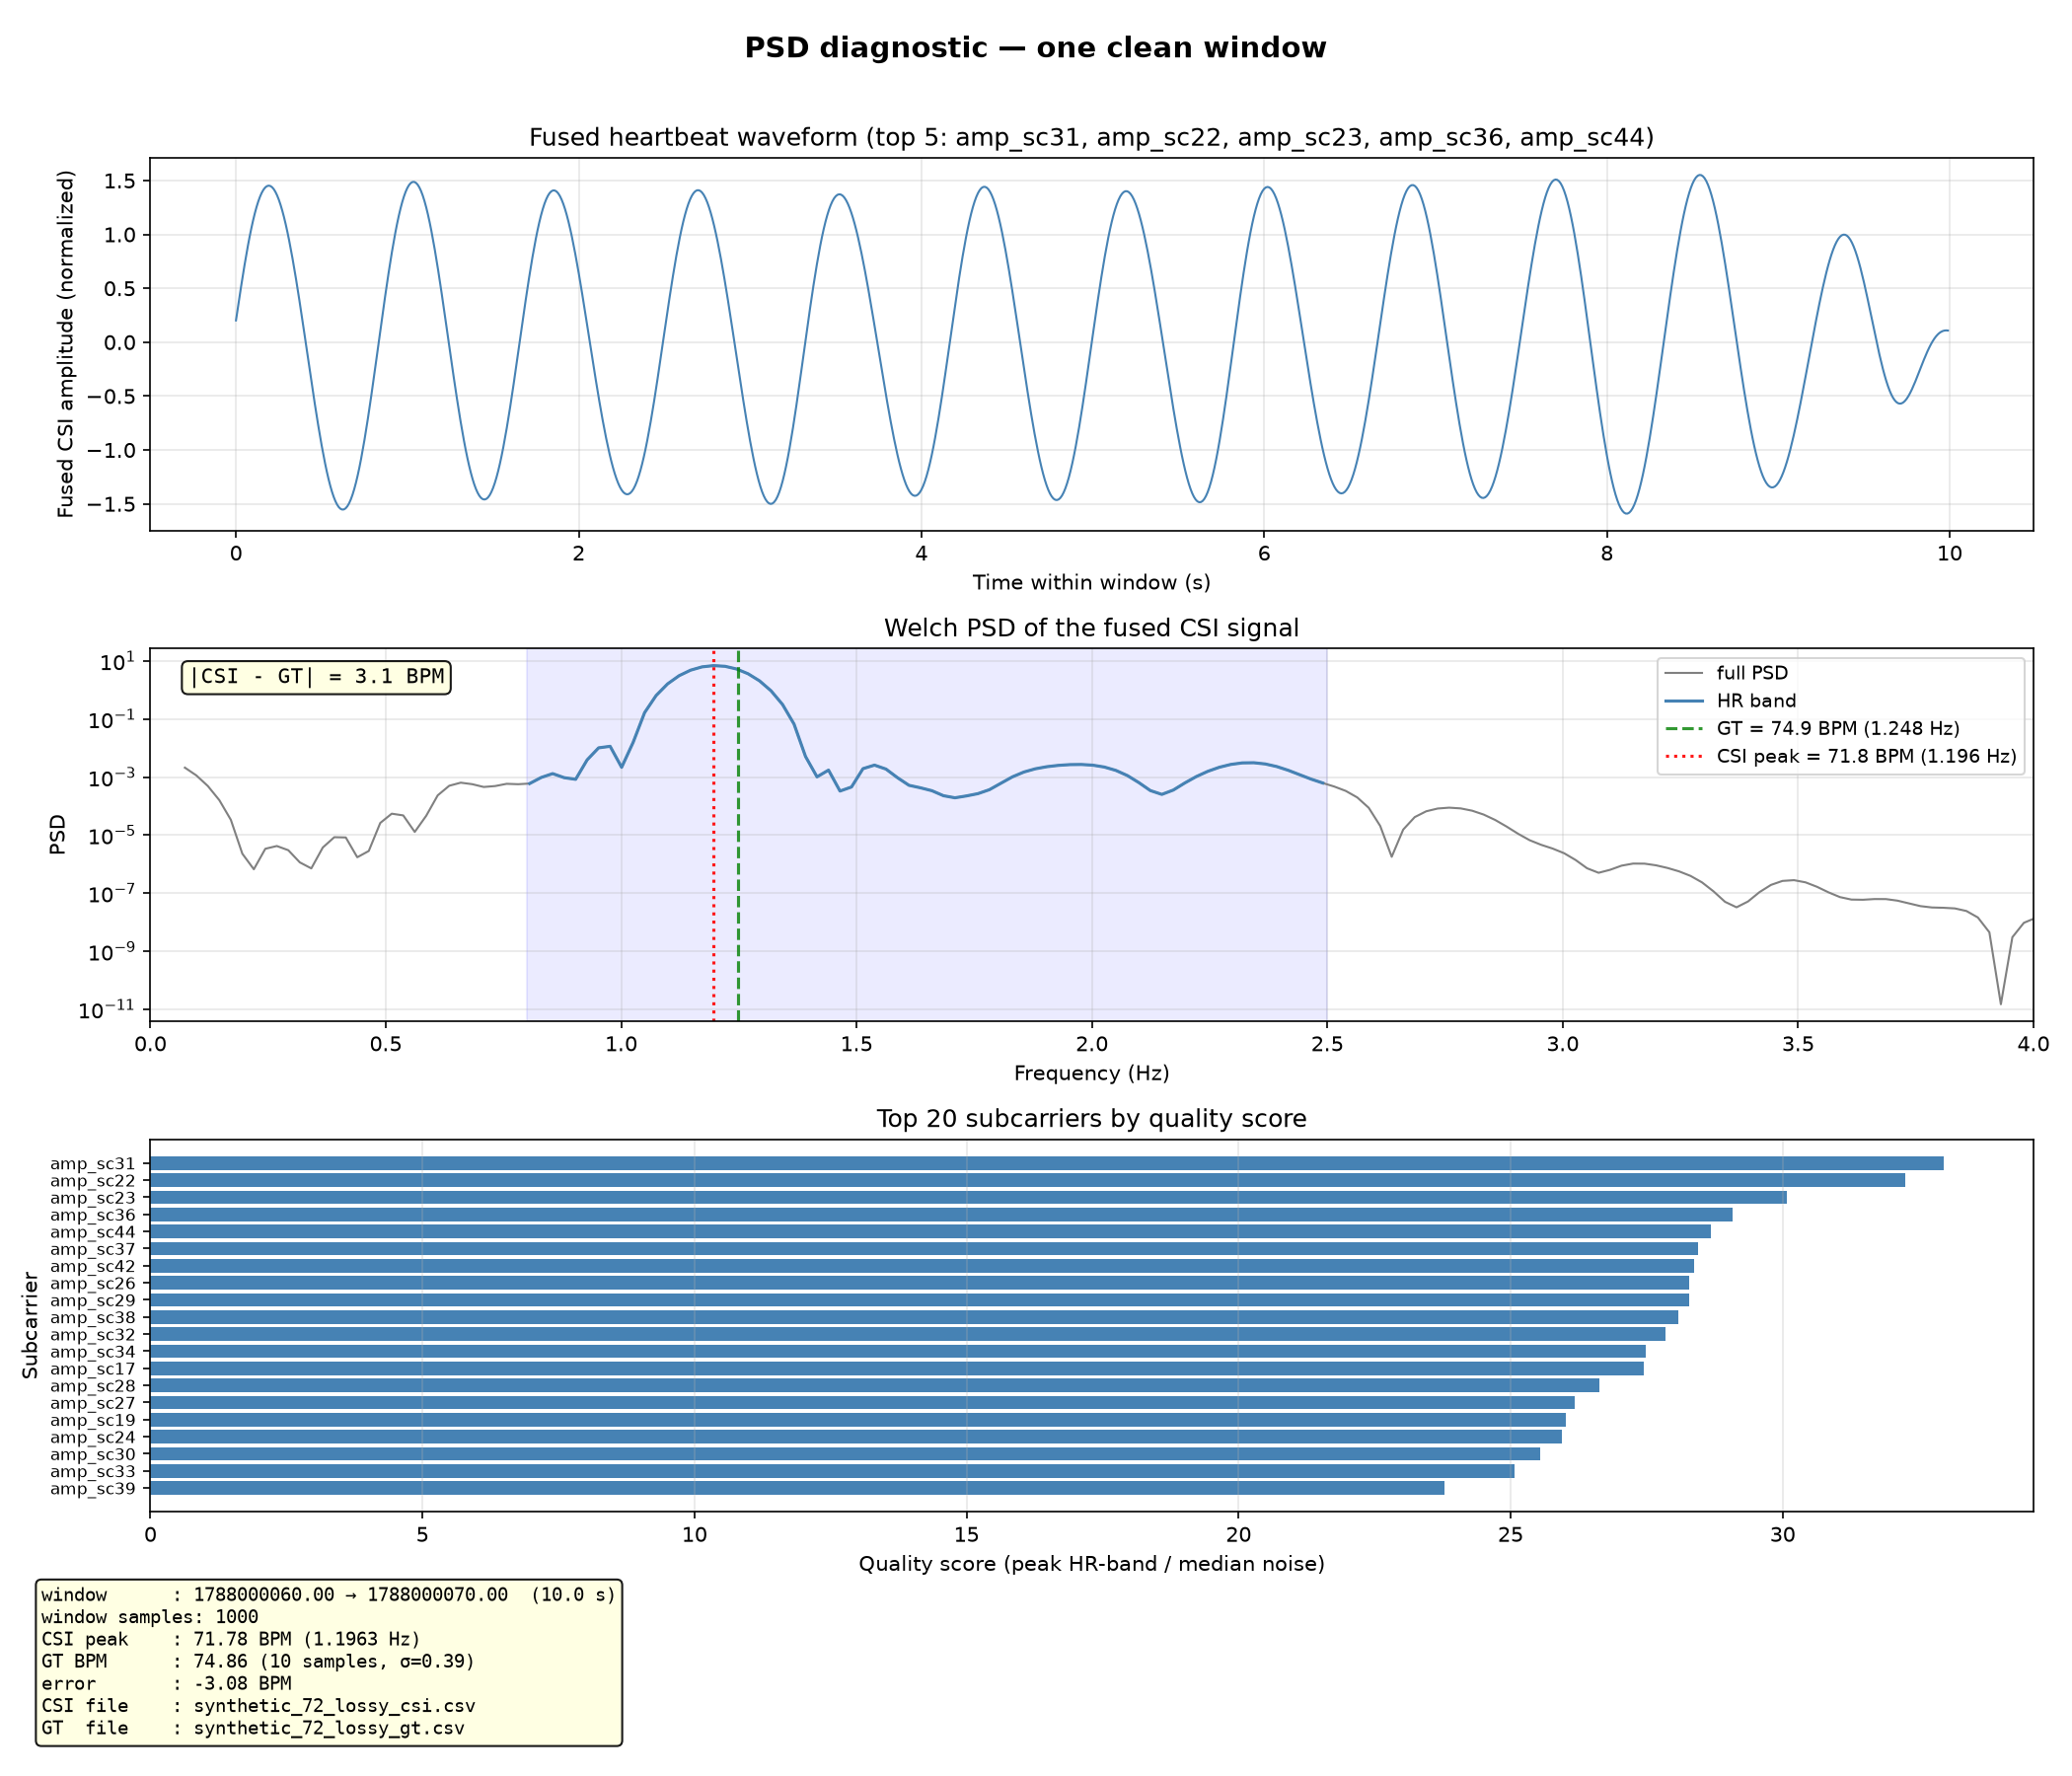 PSD diagnostic — one clean window
Fused heartbeat waveform (top 5: amp_sc31, amp_sc22, amp_sc23, amp_sc36, amp_sc44)
Fused CSI amplitude (normalized)
1.5
1.0
0.5
0.0
−0.5
−1.0
−1.5
0 2 4 6 8 10
Time within window (s)
Welch PSD of the fused CSI signal
|CSI - GT| = 3.1 BPM
full PSD
HR band
GT = 74.9 BPM (1.248 Hz)
CSI peak = 71.8 BPM (1.196 Hz)
PSD
10^1
10^−1
10^−3
10^−5
10^−7
10^−9
10^−11
0.0 0.5 1.0 1.5 2.0 2.5 3.0 3.5 4.0
Frequency (Hz)
Top 20 subcarriers by quality score
Subcarrier
amp_sc31
amp_sc22
amp_sc23
amp_sc36
amp_sc44
amp_sc37
amp_sc42
amp_sc26
amp_sc29
amp_sc38
amp_sc32
amp_sc34
amp_sc17
amp_sc28
amp_sc27
amp_sc19
amp_sc24
amp_sc30
amp_sc33
amp_sc39
0 5 10 15 20 25 30
Quality score (peak HR-band / median noise)
window : 1788000060.00 → 1788000070.00 (10.0 s)
window samples: 1000
CSI peak : 71.78 BPM (1.1963 Hz)
GT BPM : 74.86 (10 samples, σ=0.39)
error : -3.08 BPM
CSI file : synthetic_72_lossy_csi.csv
GT file : synthetic_72_lossy_gt.csv